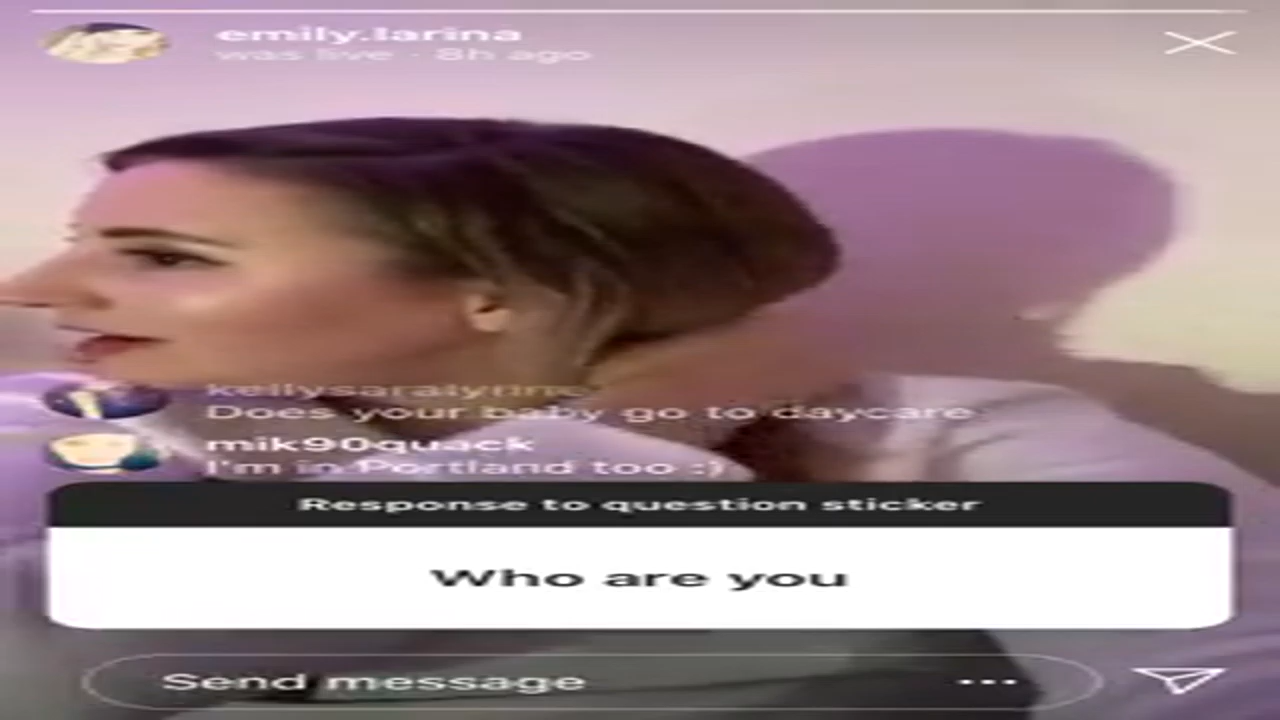 emily.larina
was live · 8h ago
kellysaralynne
Does your baby go to daycare
mik90quack
I'm in Portland too :)
Response to question sticker
Who are you
Send message